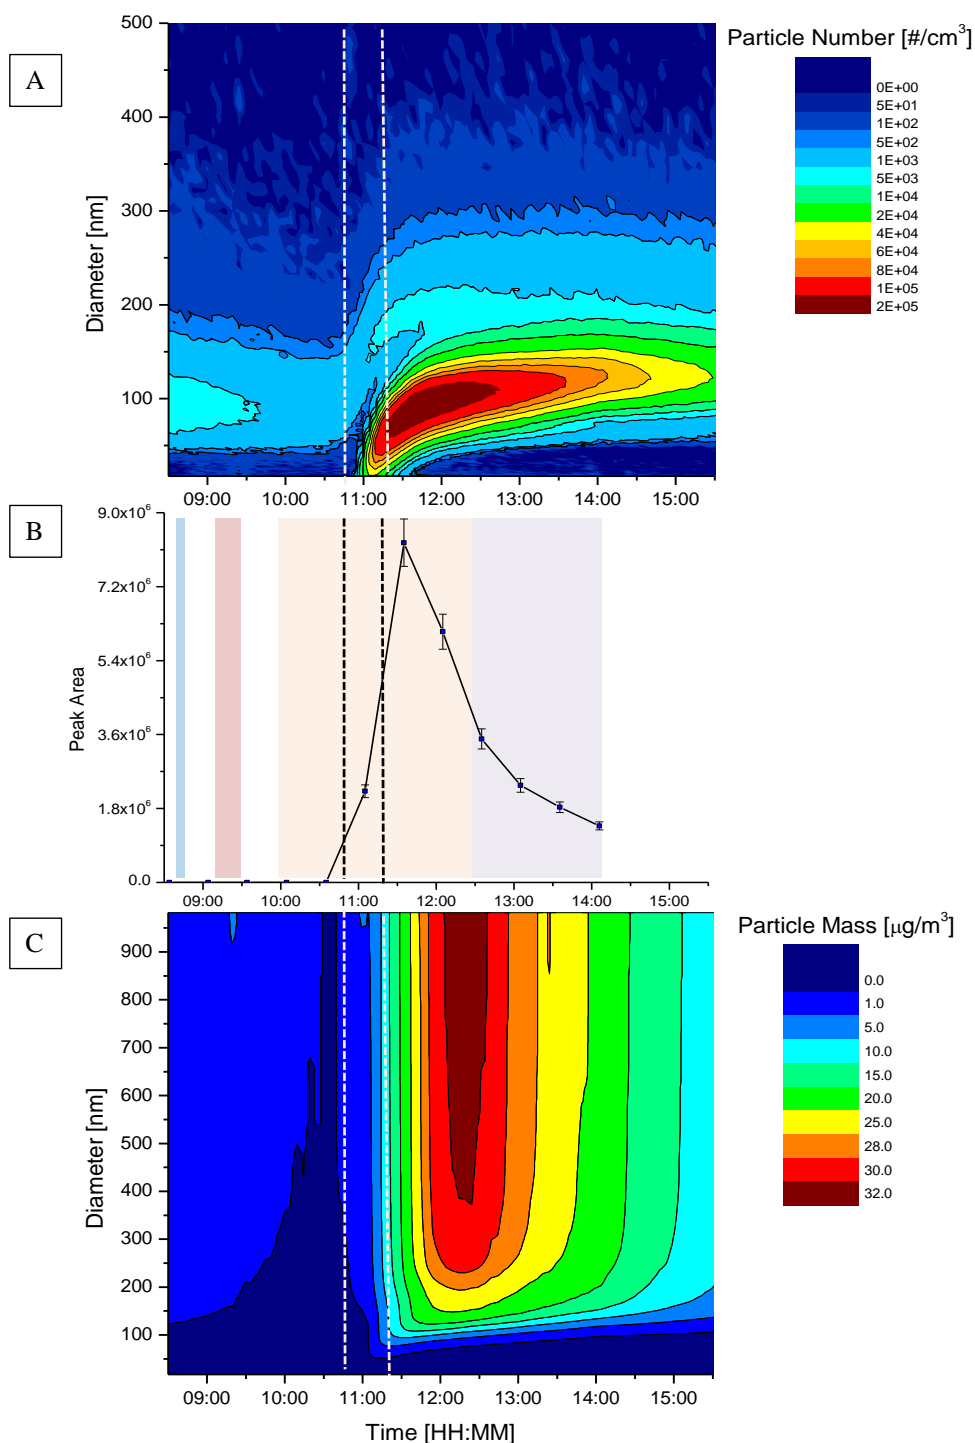 A
Particle Number [#/cm³]
0E+00
5E+01
1E+02
5E+02
1E+03
5E+03
1E+04
2E+04
4E+04
6E+04
8E+04
1E+05
2E+05
Diameter [nm]
500
400
300
200
100
09:00 10:00 11:00 12:00 13:00 14:00 15:00
B
Peak Area
9.0x10⁶
7.2x10⁶
5.4x10⁶
3.6x10⁶
1.8x10⁶
0.0
09:00 10:00 11:00 12:00 13:00 14:00 15:00
C
Particle Mass [µg/m³]
0.0
1.0
5.0
10.0
15.0
20.0
25.0
28.0
30.0
32.0
Diameter [nm]
900
800
700
600
500
400
300
200
100
09:00 10:00 11:00 12:00 13:00 14:00 15:00
Time [HH:MM]